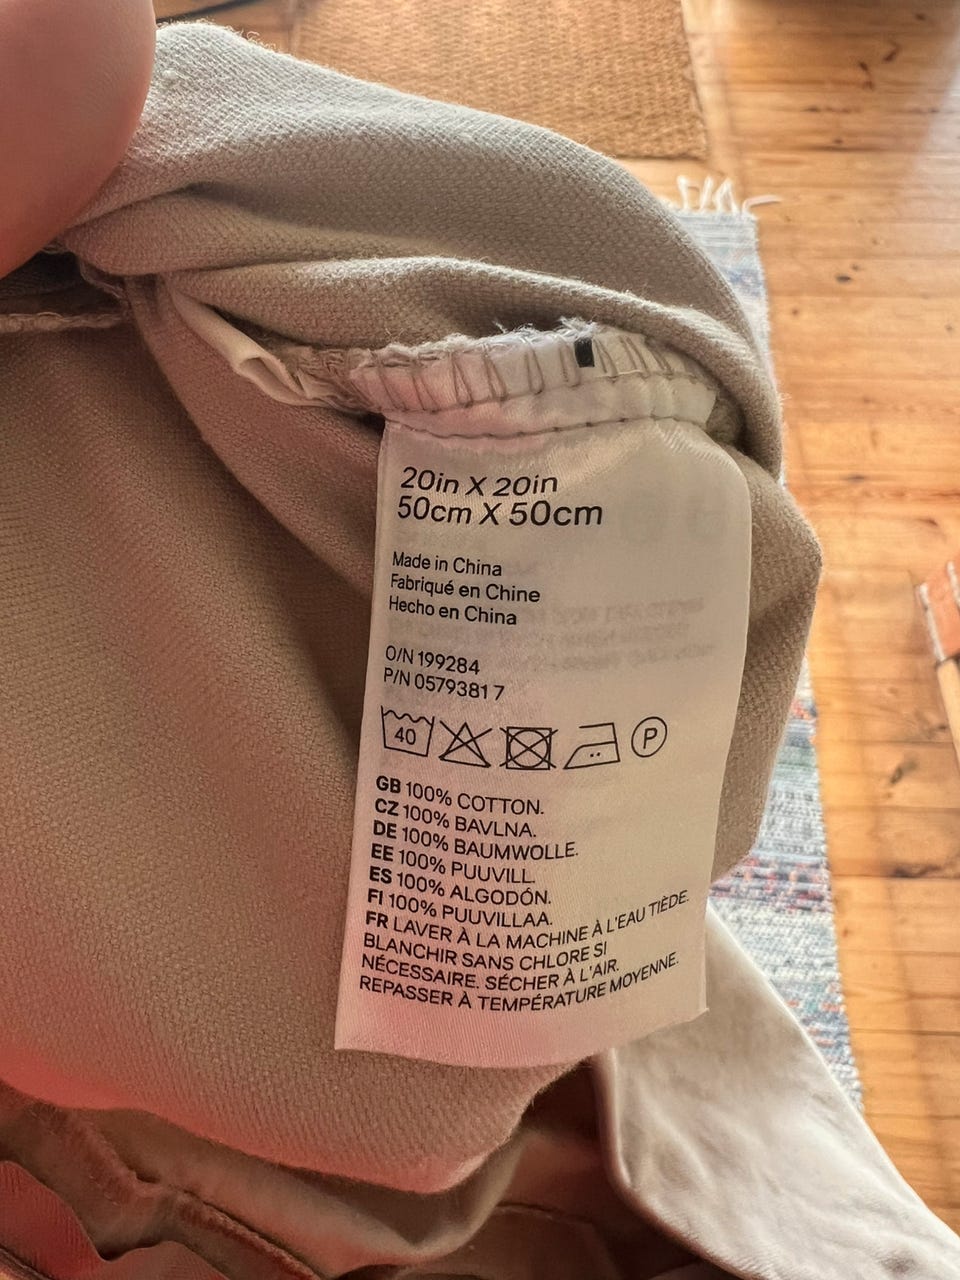 20in X 20in
50cm X 50cm
Made in China
Fabriqué en Chine
Hecho en China
O/N 199284
P/N 0579381 7
40
P
GB 100% COTTON.
CZ 100% BAVLNA.
DE 100% BAUMWOLLE.
EE 100% PUUVILL.
ES 100% ALGODÓN.
FI 100% PUUVILLAA.
FR LAVER À LA MACHINE À L'EAU TIÈDE.
BLANCHIR SANS CHLORE SI
NÉCESSAIRE. SÉCHER À L'AIR.
REPASSER À TEMPÉRATURE MOYENNE.